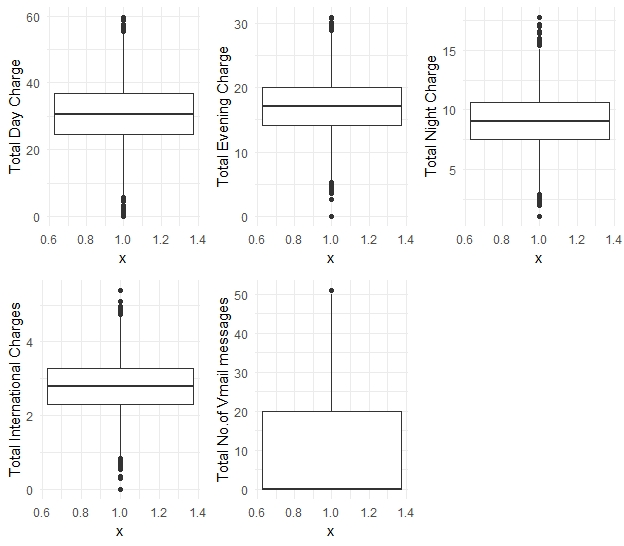 Total Day Charge
60
40
20
0
0.6 0.8 1.0 1.2 1.4
x
Total Evening Charge
30
20
10
0
0.6 0.8 1.0 1.2 1.4
x
Total Night Charge
15
10
5
0.6 0.8 1.0 1.2 1.4
x
Total International Charges
4
2
0
0.6 0.8 1.0 1.2 1.4
x
Total No.of Vmail messages
50
40
30
20
10
0
0.6 0.8 1.0 1.2 1.4
x